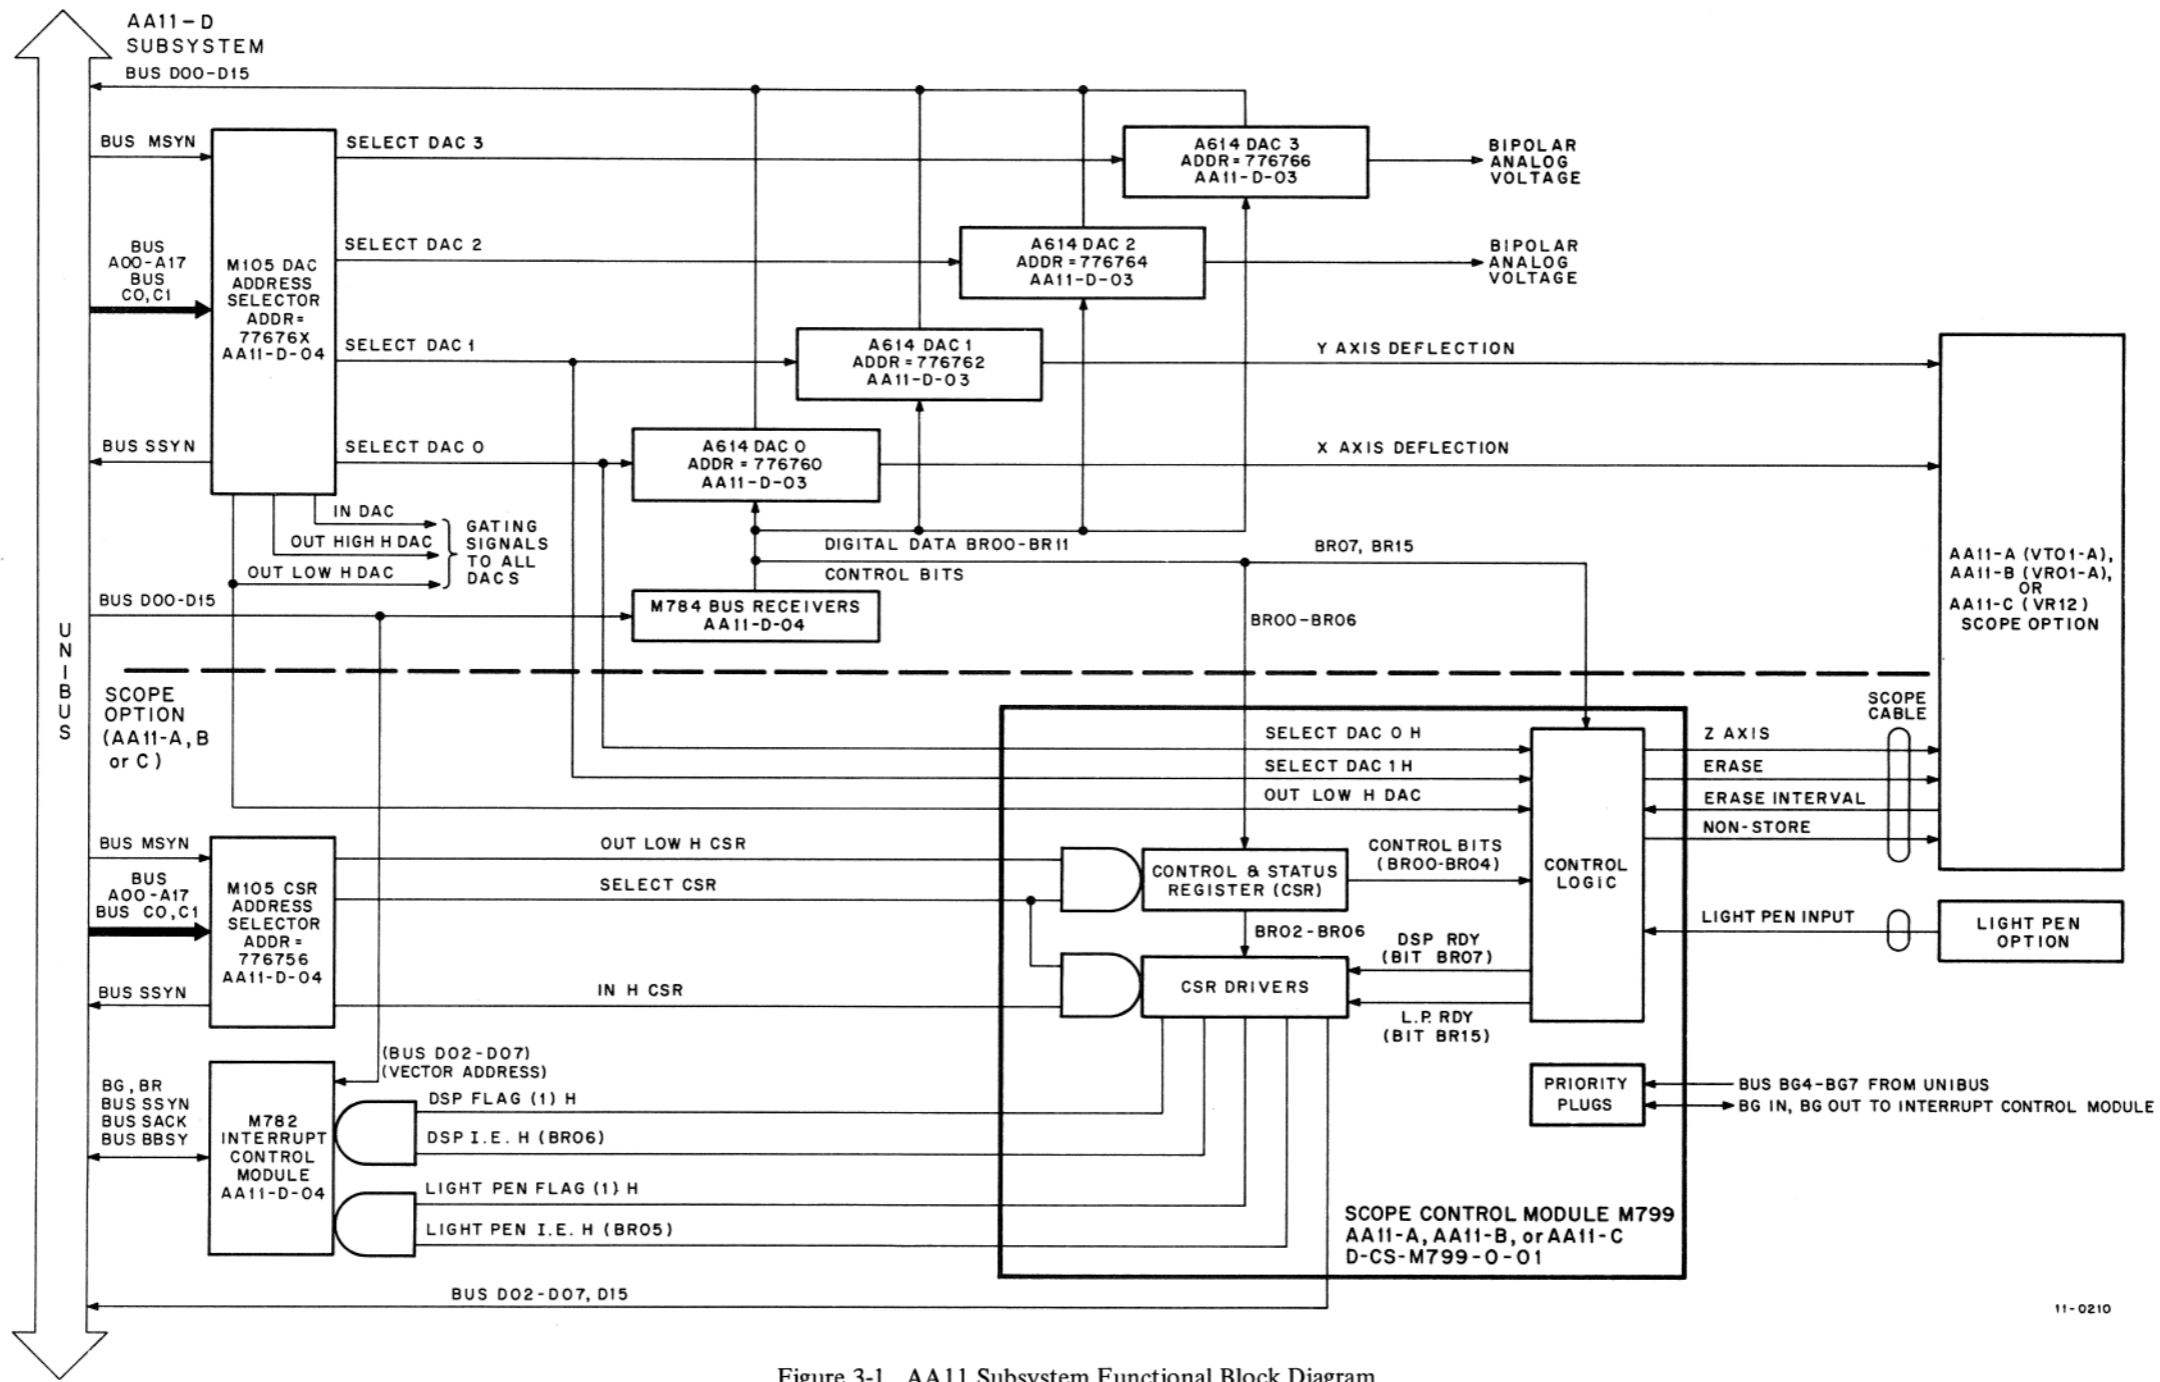 AA11-D
SUBSYSTEM
BUS D00-D15
BUS MSYN
SELECT DAC 3
A614 DAC 3
ADDR = 776766
AA11-D-03
BIPOLAR
ANALOG
VOLTAGE
BUS
A00-A17
BUS
C0,C1
M105 DAC
ADDRESS
SELECTOR
ADDR=
77676X
AA11-D-04
SELECT DAC 2
A614 DAC 2
ADDR = 776764
AA11-D-03
BIPOLAR
ANALOG
VOLTAGE
SELECT DAC 1
A614 DAC 1
ADDR = 776762
AA11-D-03
Y AXIS DEFLECTION
BUS SSYN
SELECT DAC 0
A614 DAC 0
ADDR = 776760
AA11-D-03
X AXIS DEFLECTION
IN DAC
OUT HIGH H DAC
OUT LOW H DAC
GATING
SIGNALS
TO ALL
DACS
DIGITAL DATA BR00-BR11
CONTROL BITS
BR07, BR15
BUS D00-D15
M784 BUS RECEIVERS
AA11-D-04
BR00-BR06
AA11-A (VT01-A),
AA11-B (VR01-A),
OR
AA11-C (VR12)
SCOPE OPTION
UNIBUS
SCOPE
OPTION
(AA11-A, B
or C)
SCOPE
CABLE
SELECT DAC 0 H
SELECT DAC 1 H
OUT LOW H DAC
Z AXIS
ERASE
ERASE INTERVAL
NON-STORE
CONTROL
LOGIC
BUS MSYN
BUS
A00-A17
BUS C0,C1
M105 CSR
ADDRESS
SELECTOR
ADDR =
776756
AA11-D-04
BUS SSYN
OUT LOW H CSR
SELECT CSR
IN H CSR
CONTROL & STATUS
REGISTER (CSR)
CONTROL BITS
(BR00-BR04)
BR02-BR06
CSR DRIVERS
DSP RDY
(BIT BR07)
L.P. RDY
(BIT BR15)
LIGHT PEN INPUT
LIGHT PEN
OPTION
(BUS D02-D07)
(VECTOR ADDRESS)
BG, BR
BUS SSYN
BUS SACK
BUS BBSY
M782
INTERRUPT
CONTROL
MODULE
AA11-D-04
DSP FLAG (1) H
DSP I.E. H (BR06)
LIGHT PEN FLAG (1) H
LIGHT PEN I.E. H (BR05)
PRIORITY
PLUGS
BUS BG4-BG7 FROM UNIBUS
BG IN, BG OUT TO INTERRUPT CONTROL MODULE
SCOPE CONTROL MODULE M799
AA11-A, AA11-B, or AA11-C
D-CS-M799-0-01
BUS D02-D07, D15
11-0210
Figure 3-1 AA11 Subsystem Functional Block Diagram